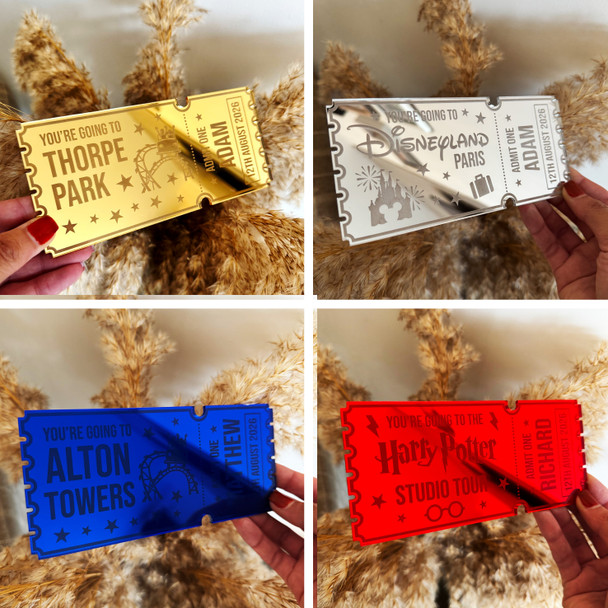 YOU'RE GOING TO
THORPE
PARK
ADMIT ONE
ADAM
12TH AUGUST 2026
YOU'RE GOING TO
DISNEYLAND
PARIS
ADMIT ONE
ADAM
12TH AUGUST 2026
YOU'RE GOING TO
ALTON
TOWERS
ONE
THEW
AUGUST 2026
YOU'RE GOING TO THE
Harry Potter
STUDIO TOUR
ADMIT ONE
RICHARD
12TH AUGUST 2026